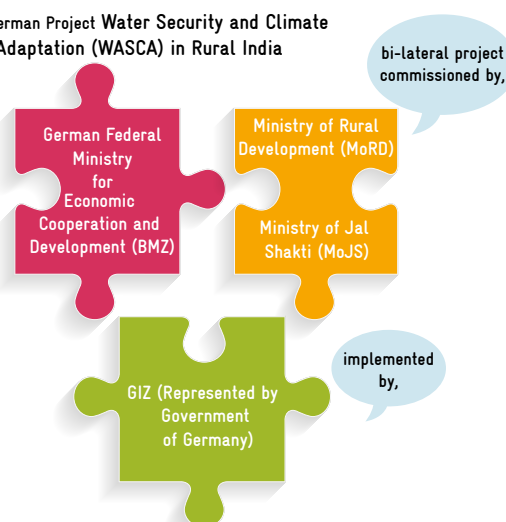 erman Project Water Security and Climate
Adaptation (WASCA) in Rural India
bi-lateral project
commissioned by,
German Federal
Ministry
for
Economic
Cooperation and
Development (BMZ)
Ministry of Rural
Development (MoRD)
Ministry of Jal
Shakti (MoJS)
implemented
by,
GIZ (Represented by
Government
of Germany)